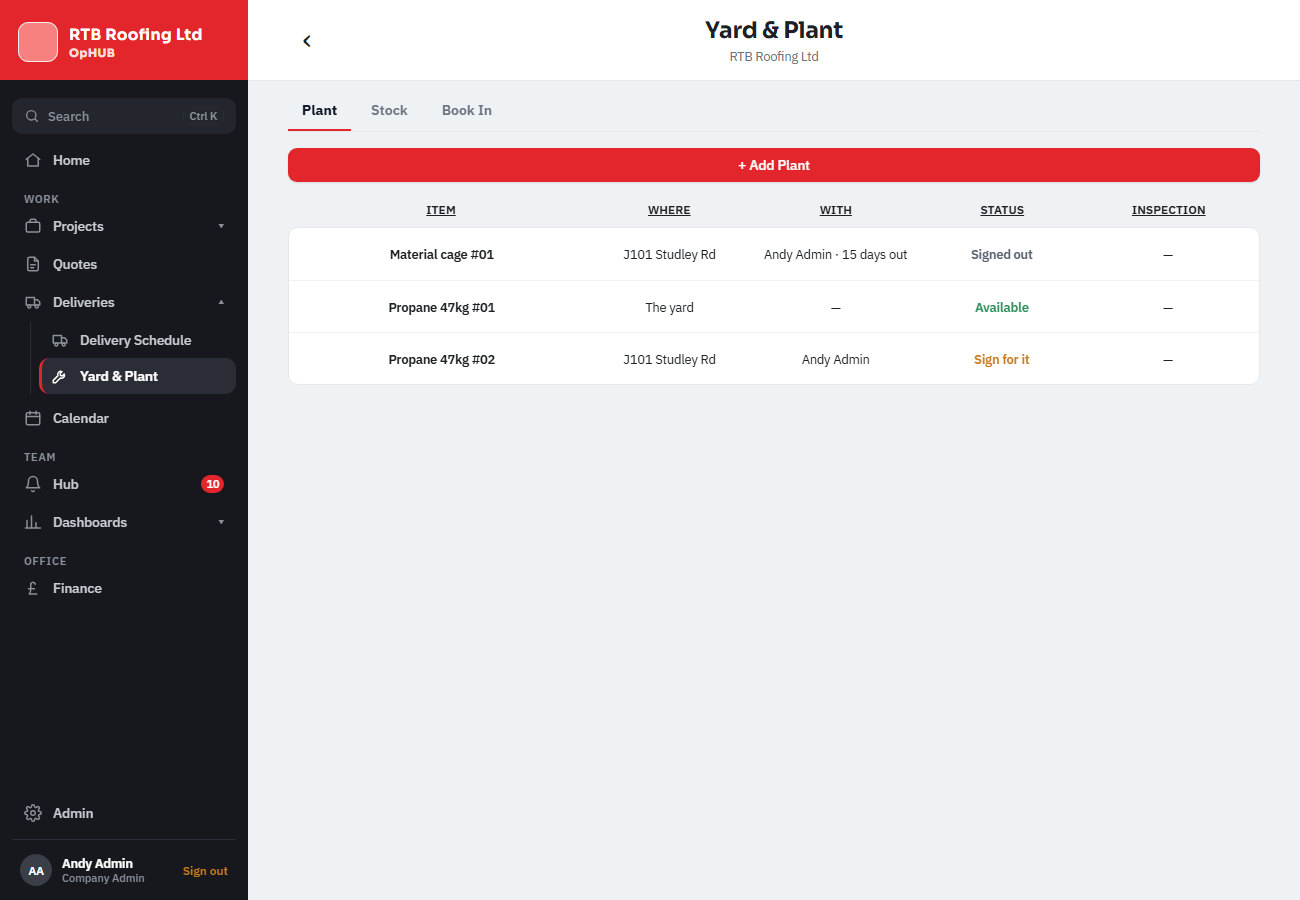 RTB Roofing Ltd
OpHUB
Search Ctrl K
Home
WORK
Projects
Quotes
Deliveries
Delivery Schedule
Yard & Plant
Calendar
TEAM
Hub 10
Dashboards
OFFICE
Finance
Admin
AA Andy Admin
Company Admin
Sign out
Yard & Plant
RTB Roofing Ltd
Plant Stock Book In
+ Add Plant
ITEM WHERE WITH STATUS INSPECTION
Material cage #01 J101 Studley Rd Andy Admin · 15 days out Signed out —
Propane 47kg #01 The yard — Available —
Propane 47kg #02 J101 Studley Rd Andy Admin Sign for it —